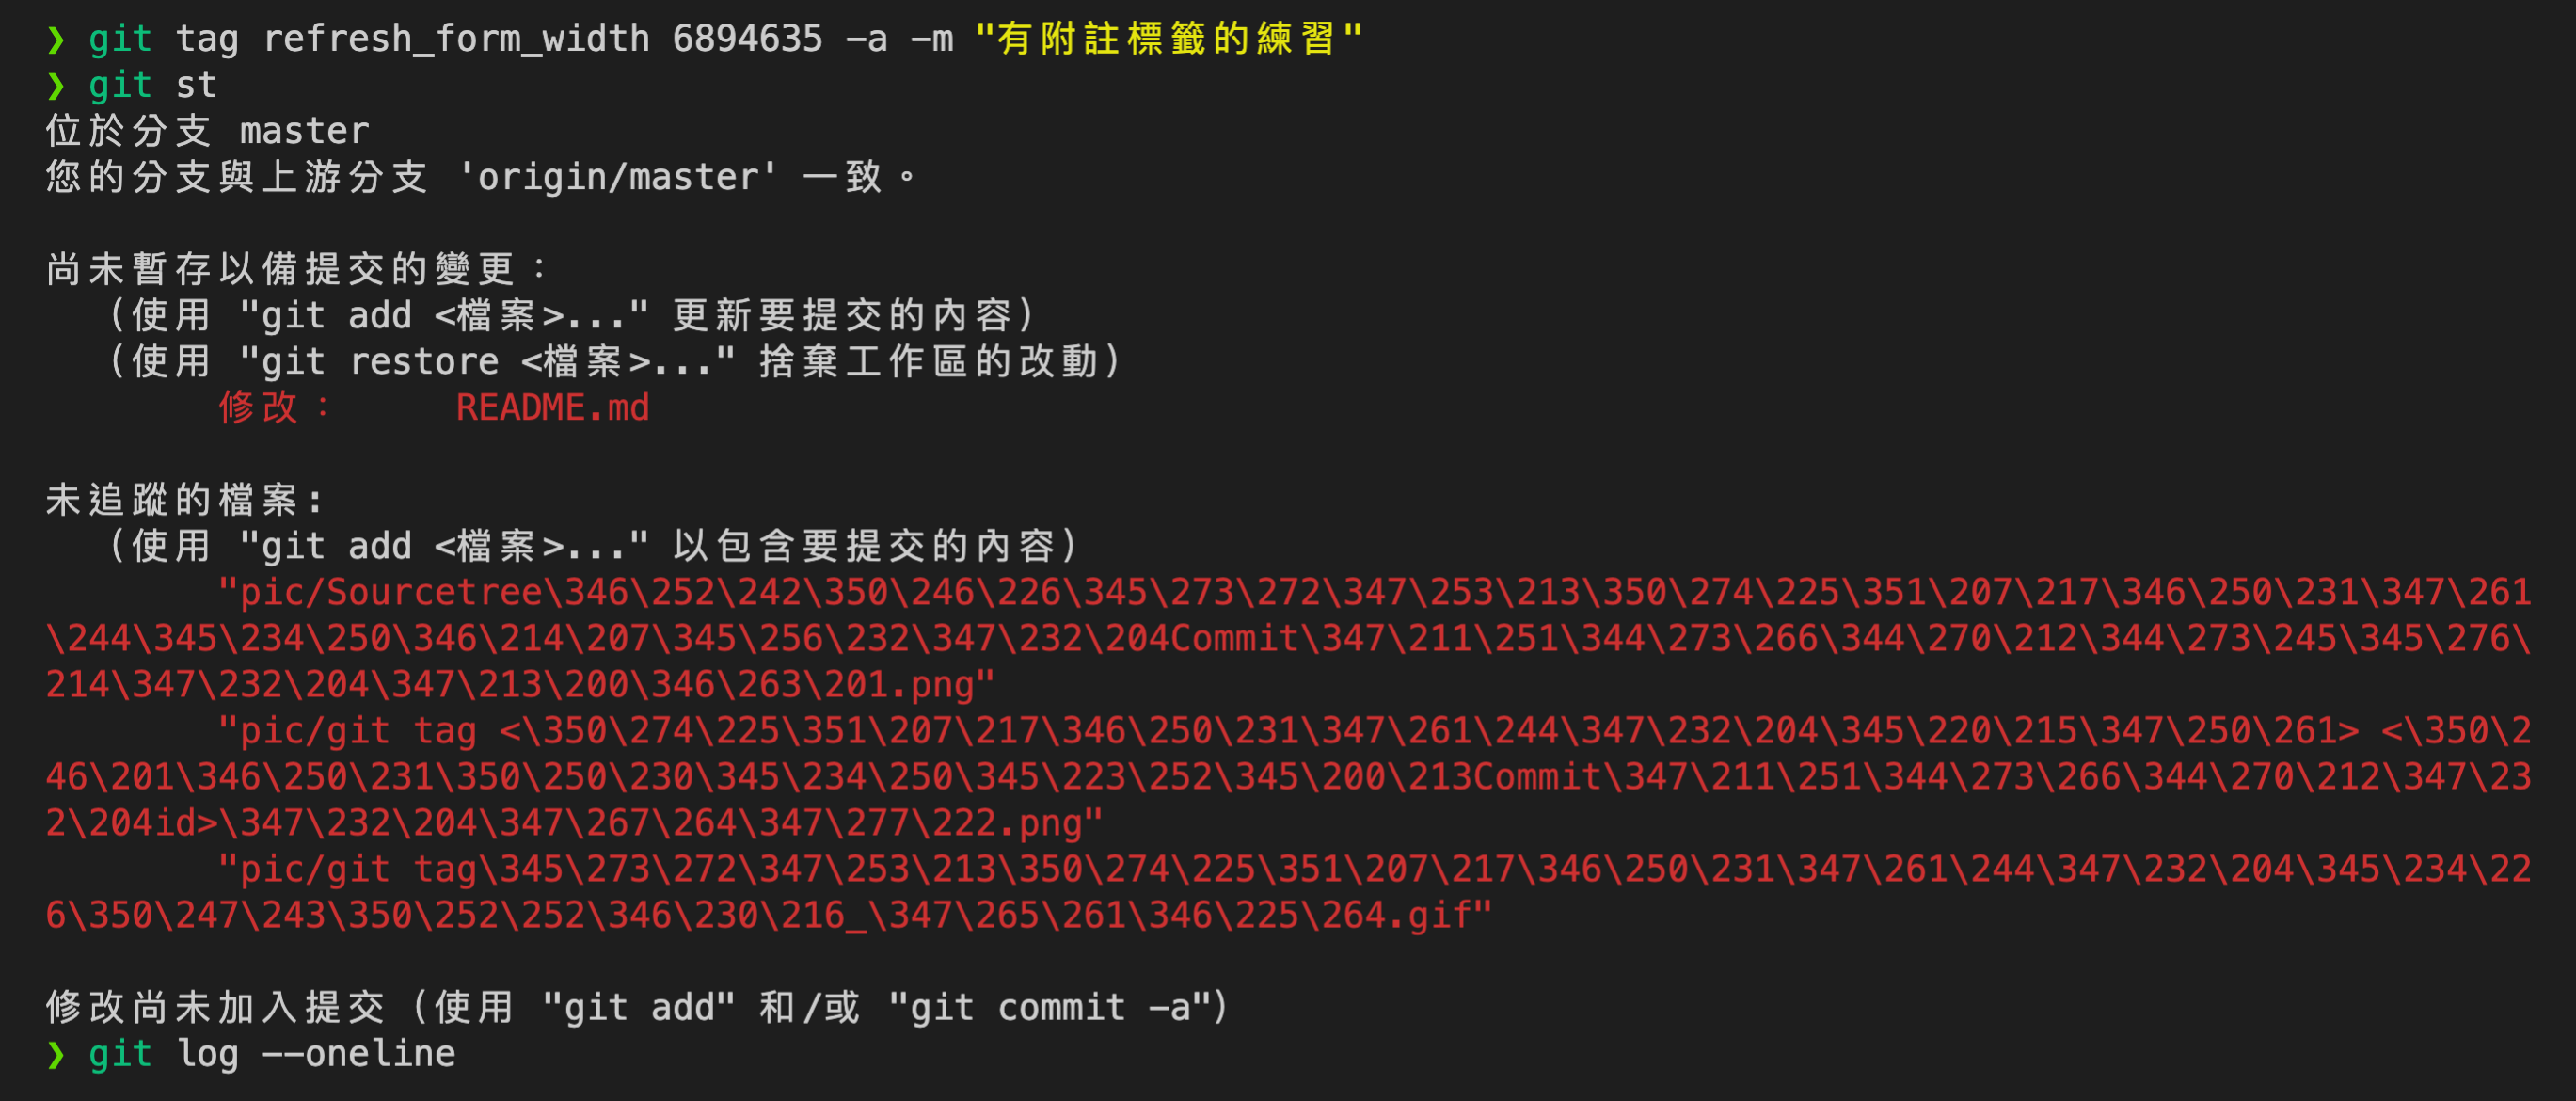 ❯ git tag refresh_form_width 6894635 -a -m "有附註標籤的練習"
❯ git st
位於分支 master
您的分支與上游分支 'origin/master' 一致。
尚未暫存以備提交的變更：
（使用 "git add <檔案>..." 更新要提交的內容）
（使用 "git restore <檔案>..." 捨棄工作區的改動）
修改： README.md
未追蹤的檔案:
（使用 "git add <檔案>..." 以包含要提交的內容）
"pic/Sourcetree\346\252\242\350\246\226\345\273\272\347\253\213\350\274\225\351\207\217\346\250\231\347\261
\244\345\234\250\346\214\207\345\256\232\347\232\204Commit\347\211\251\344\273\266\344\270\212\344\273\245\345\276\
214\347\232\204\347\213\200\346\263\201.png"
"pic/git tag <\350\274\225\351\207\217\346\250\231\347\261\244\347\232\204\345\220\215\347\250\261> <\350\2
46\201\346\250\231\350\250\230\345\234\250\345\223\252\345\200\213Commit\347\211\251\344\273\266\344\270\212\347\23
2\204id>\347\232\204\347\267\264\347\277\222.png"
"pic/git tag\345\273\272\347\253\213\350\274\225\351\207\217\346\250\231\347\261\244\347\232\204\345\234\22
6\350\247\243\350\252\252\346\230\216_\347\265\261\346\225\264.gif"
修改尚未加入提交（使用 "git add" 和/或 "git commit -a"）
❯ git log --oneline